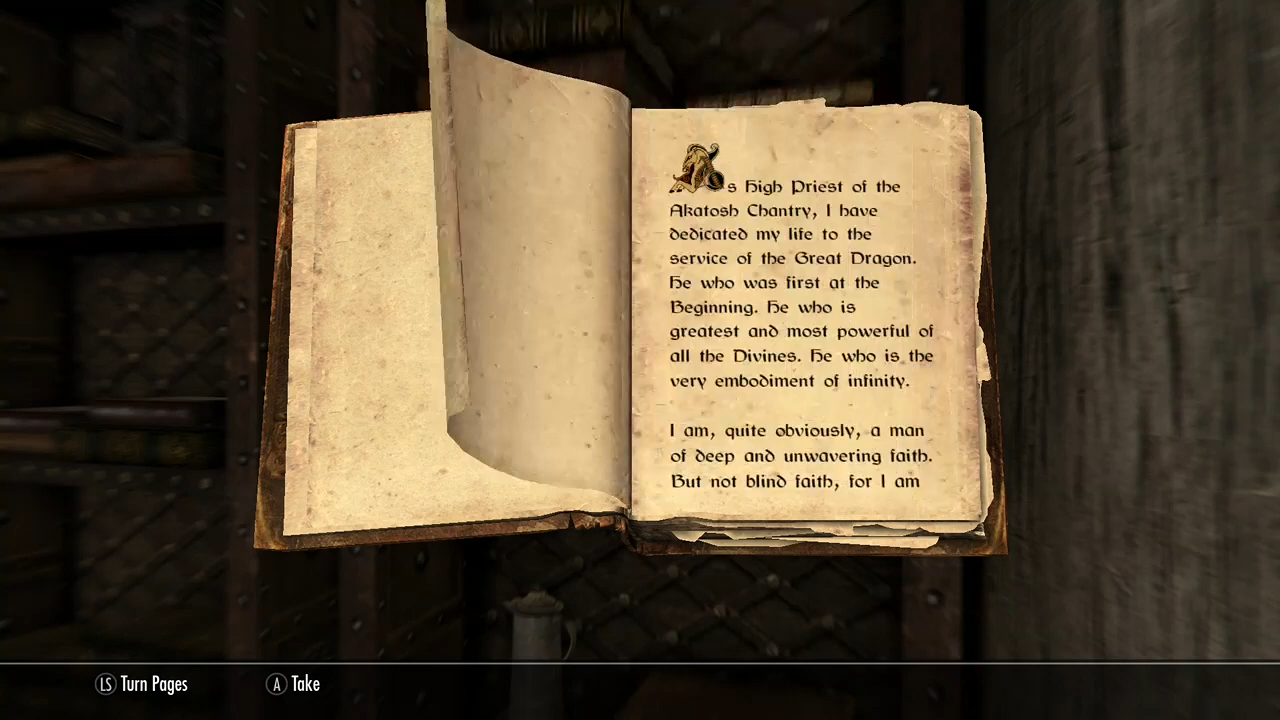 As High Priest of the
Akatosh Chantry, I have
dedicated my life to the
service of the Great Dragon.
He who was first at the
Beginning. He who is
greatest and most powerful of
all the Divines. He who is the
very embodiment of infinity.
I am, quite obviously, a man
of deep and unwavering faith.
But not blind faith, for I am
LS Turn Pages
A Take